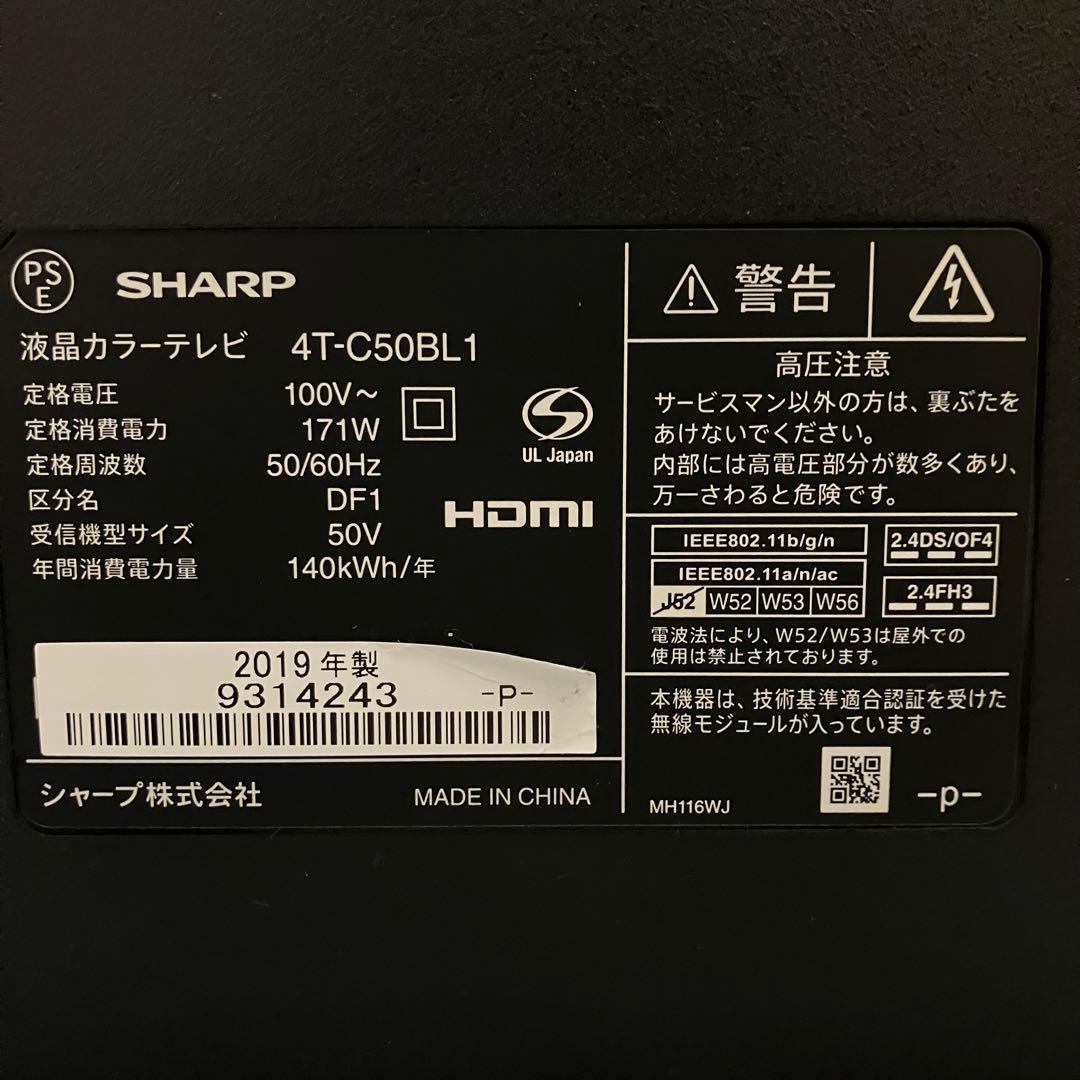 PS
E
SHARP
液晶カラーテレビ 4T-C50BL1
定格電圧 100V～
定格消費電力 171W
定格周波数 50/60Hz
区分名 DF1
受信機型サイズ 50V
年間消費電力量 140kWh/年
UL Japan
HDMI
2019 年製
9314243 -P-
シャープ株式会社 MADE IN CHINA
警告
高圧注意
サービスマン以外の方は、裏ぶたを
あけないでください。
内部には高電圧部分が数多くあり、
万一さわると危険です。
IEEE802.11b/g/n
IEEE802.11a/n/ac
J52 W52 W53 W56
2.4DS/OF4
2.4FH3
電波法により、W52/W53は屋外での
使用は禁止されております。
本機器は、技術基準適合認証を受けた
無線モジュールが入っています。
MH116WJ -p-